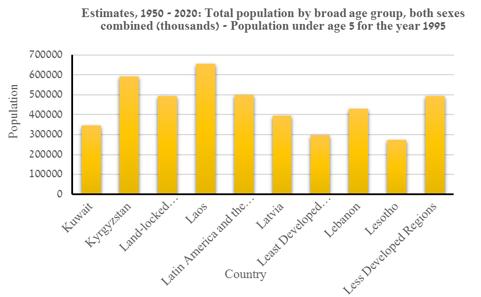 Estimates, 1950 - 2020: Total population by broad age group, both sexes
combined (thousands) - Population under age 5 for the year 1995
700000
600000
500000
400000
300000
200000
100000
0
Population
Kuwait
Kyrgyzstan
Land-locked…
Laos
Latin America and the…
Latvia
Least Developed…
Lebanon
Lesotho
Less Developed Regions
Country